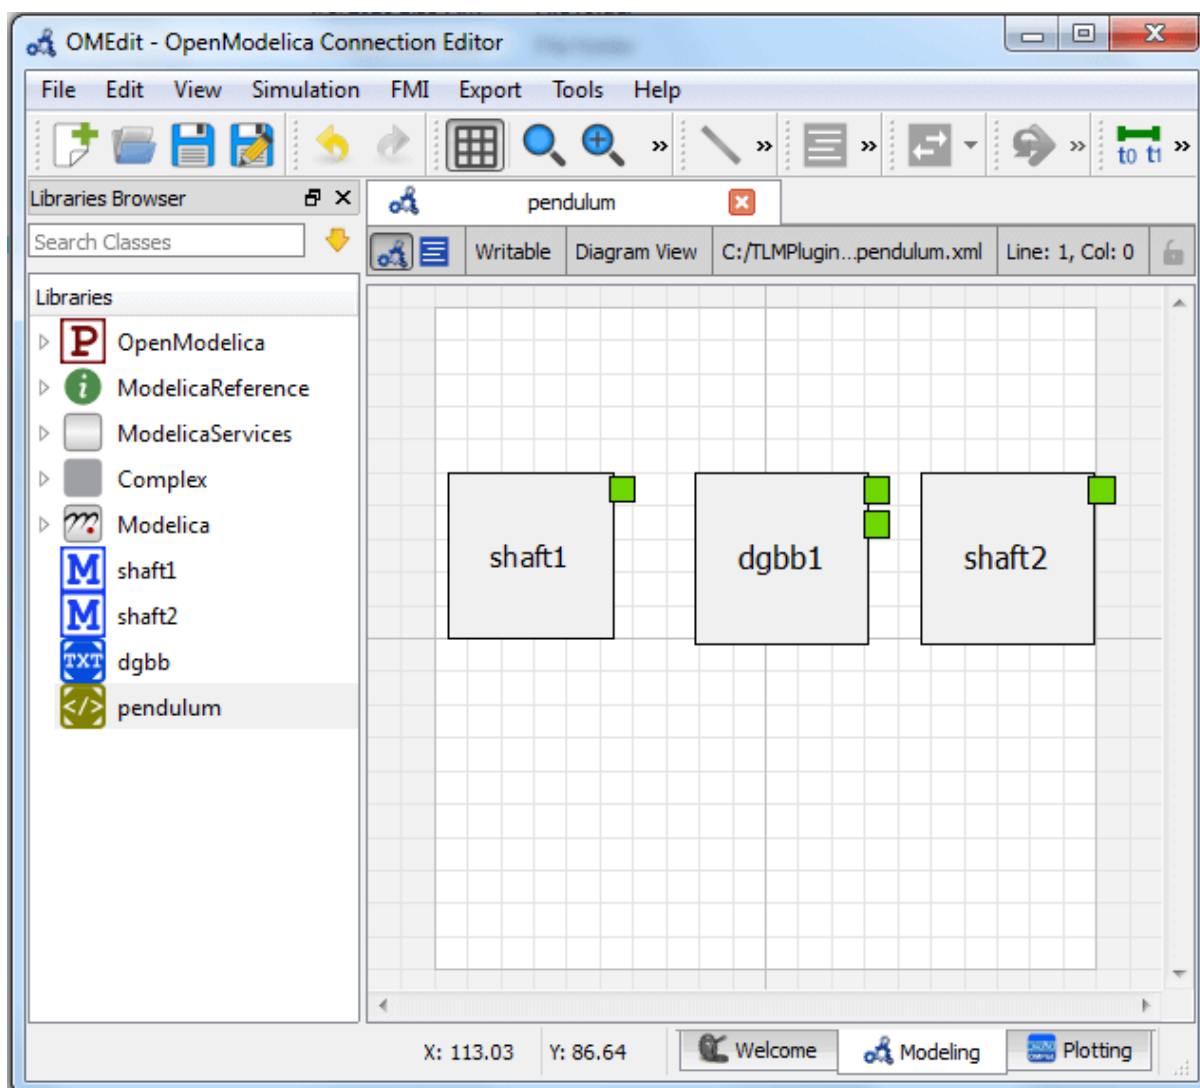 OMEdit - OpenModelica Connection Editor
File Edit View Simulation FMI Export Tools Help
» » » » t0 t1 »
Libraries Browser
pendulum
Search Classes
Writable Diagram View C:/TLMPlugin...pendulum.xml Line: 1, Col: 0
Libraries
P OpenModelica
i ModelicaReference
ModelicaServices
Complex
Modelica
M shaft1
M shaft2
TXT dgbb
</> pendulum
shaft1 dgbb1 shaft2
X: 113.03 Y: 86.64 Welcome Modeling Plotting